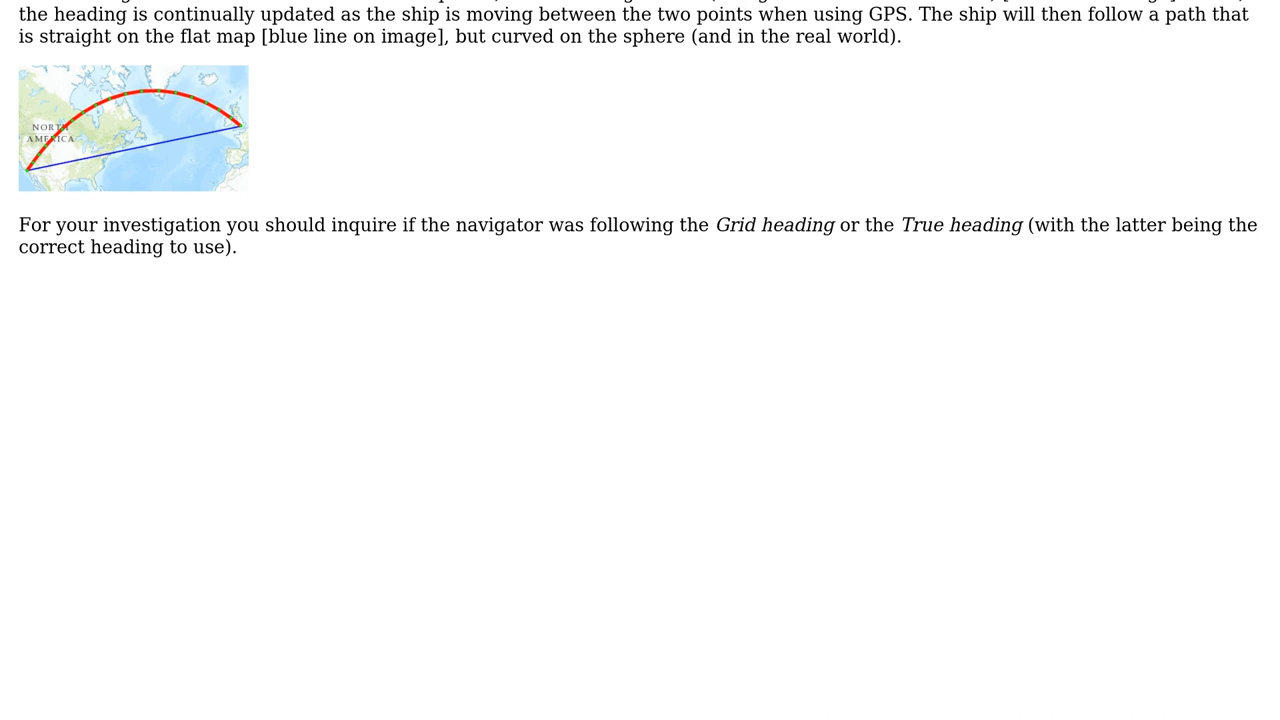 the heading is continually updated as the ship is moving between the two points when using GPS. The ship will then follow a path that
is straight on the flat map [blue line on image], but curved on the sphere (and in the real world).
NORTH
AMERICA
For your investigation you should inquire if the navigator was following the Grid heading or the True heading (with the latter being the
correct heading to use).